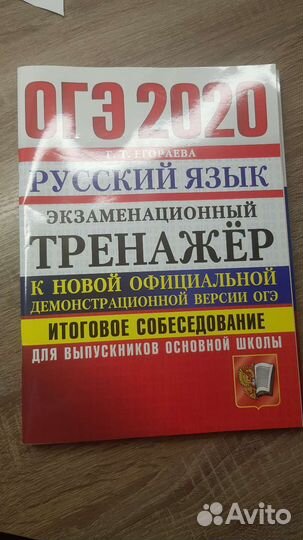 ОГЭ 2020
Г. Т. ЕГОРАЕВА
РУССКИЙ ЯЗЫК
ЭКЗАМЕНАЦИОННЫЙ
ТРЕНАЖЁР
К НОВОЙ ОФИЦИАЛЬНОЙ
ДЕМОНСТРАЦИОННОЙ ВЕРСИИ ОГЭ
ИТОГОВОЕ СОБЕСЕДОВАНИЕ
ДЛЯ ВЫПУСКНИКОВ ОСНОВНОЙ ШКОЛЫ
Avito